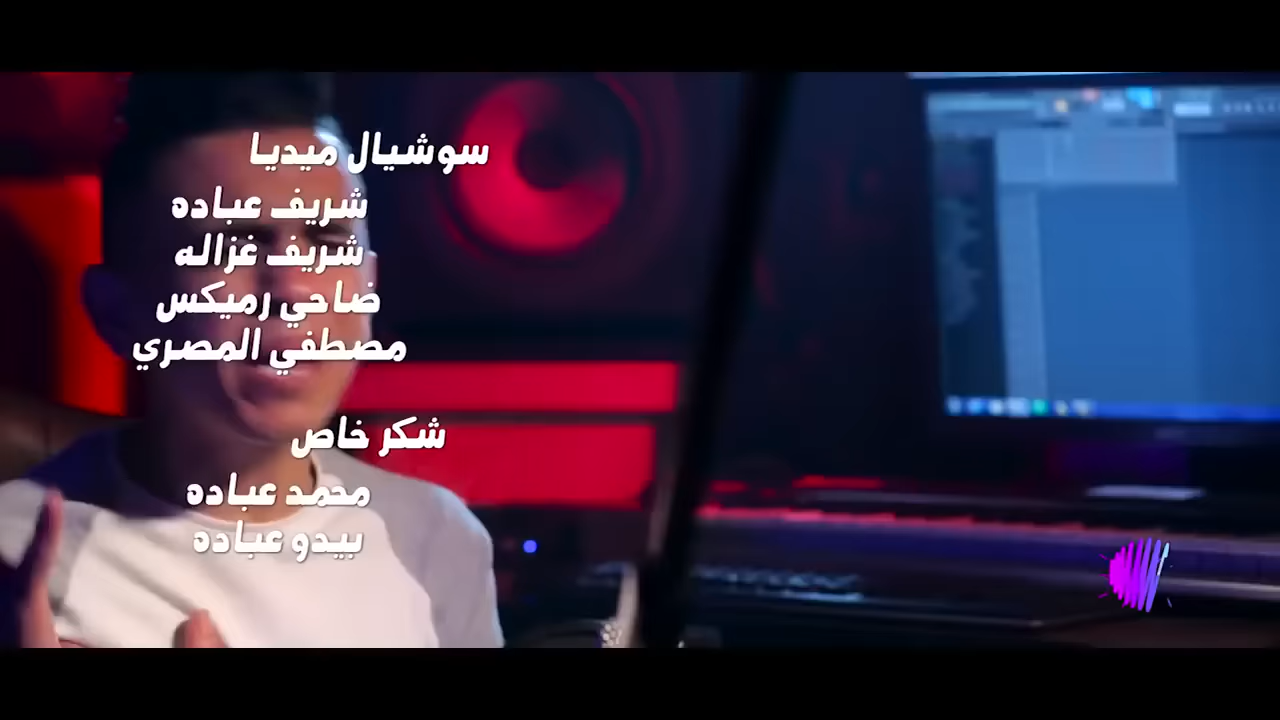 سوشيال ميديا
شريف عباده
شريف غزاله
ضاحي رميكس
مصطفي المصري
شكر خاص
محمد عباده
بيدو عباده